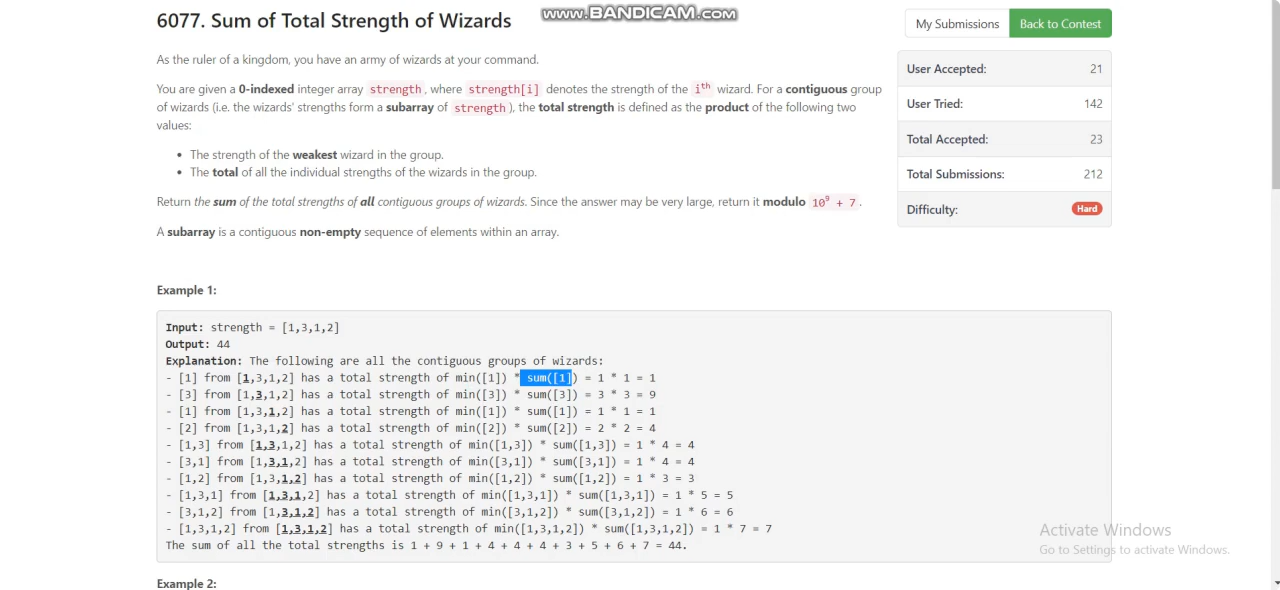 www.BANDICAM.com
6077. Sum of Total Strength of Wizards
My Submissions
Back to Contest
As the ruler of a kingdom, you have an army of wizards at your command.
You are given a 0-indexed integer array strength, where strength[i] denotes the strength of the ith wizard. For a contiguous group
of wizards (i.e. the wizards' strengths form a subarray of strength), the total strength is defined as the product of the following two
values:
• The strength of the weakest wizard in the group.
• The total of all the individual strengths of the wizards in the group.
Return the sum of the total strengths of all contiguous groups of wizards. Since the answer may be very large, return it modulo 10⁹ + 7.
A subarray is a contiguous non-empty sequence of elements within an array.
User Accepted: 21
User Tried: 142
Total Accepted: 23
Total Submissions: 212
Difficulty: Hard
Example 1:
Input: strength = [1,3,1,2]
Output: 44
Explanation: The following are all the contiguous groups of wizards:
- [1] from [1,3,1,2] has a total strength of min([1]) * sum([1]) = 1 * 1 = 1
- [3] from [1,3,1,2] has a total strength of min([3]) * sum([3]) = 3 * 3 = 9
- [1] from [1,3,1,2] has a total strength of min([1]) * sum([1]) = 1 * 1 = 1
- [2] from [1,3,1,2] has a total strength of min([2]) * sum([2]) = 2 * 2 = 4
- [1,3] from [1,3,1,2] has a total strength of min([1,3]) * sum([1,3]) = 1 * 4 = 4
- [3,1] from [1,3,1,2] has a total strength of min([3,1]) * sum([3,1]) = 1 * 4 = 4
- [1,2] from [1,3,1,2] has a total strength of min([1,2]) * sum([1,2]) = 1 * 3 = 3
- [1,3,1] from [1,3,1,2] has a total strength of min([1,3,1]) * sum([1,3,1]) = 1 * 5 = 5
- [3,1,2] from [1,3,1,2] has a total strength of min([3,1,2]) * sum([3,1,2]) = 1 * 6 = 6
- [1,3,1,2] from [1,3,1,2] has a total strength of min([1,3,1,2]) * sum([1,3,1,2]) = 1 * 7 = 7
The sum of all the total strengths is 1 + 9 + 1 + 4 + 4 + 4 + 3 + 5 + 6 + 7 = 44.
Activate Windows
Go to Settings to activate Windows.
Example 2: